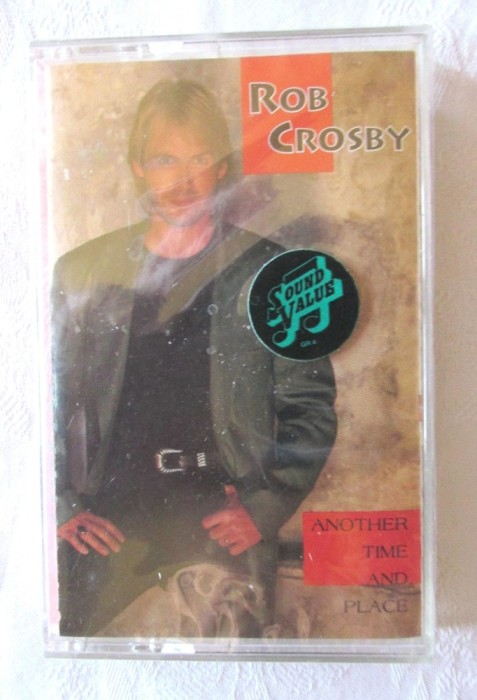 ROB
CROSBY
SOUND
VALUE
ANOTHER
TIME
AND
PLACE